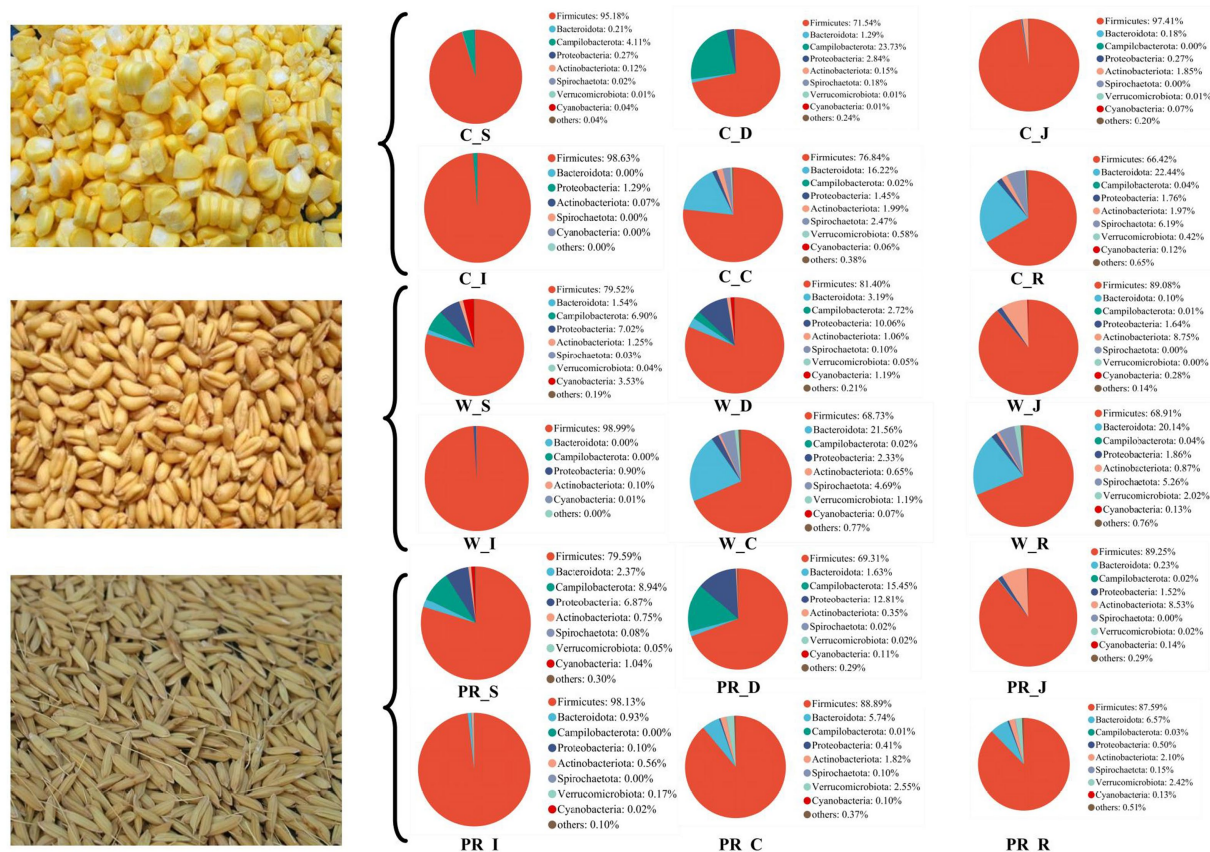 Firmicutes: 95.18%
Bacteroidota: 0.21%
Campilobacterota: 4.11%
Proteobacteria: 0.27%
Actinobacteriota: 0.12%
Spirochaetota: 0.02%
Verrucomicrobiota: 0.01%
Cyanobacteria: 0.04%
others: 0.04%
C_S
Firmicutes: 71.54%
Bacteroidota: 1.29%
Campilobacterota: 23.73%
Proteobacteria: 2.84%
Actinobacteriota: 0.15%
Spirochaetota: 0.18%
Verrucomicrobiota: 0.01%
Cyanobacteria: 0.01%
others: 0.24%
C_D
Firmicutes: 97.41%
Bacteroidota: 0.18%
Campilobacterota: 0.00%
Proteobacteria: 0.27%
Actinobacteriota: 1.85%
Spirochaetota: 0.00%
Verrucomicrobiota: 0.01%
Cyanobacteria: 0.07%
others: 0.20%
C_J
Firmicutes: 98.63%
Bacteroidota: 0.00%
Proteobacteria: 1.29%
Actinobacteriota: 0.07%
Spirochaetota: 0.00%
Cyanobacteria: 0.00%
others: 0.00%
C_I
Firmicutes: 76.84%
Bacteroidota: 16.22%
Campilobacterota: 0.02%
Proteobacteria: 1.45%
Actinobacteriota: 1.99%
Spirochaetota: 2.47%
Verrucomicrobiota: 0.58%
Cyanobacteria: 0.06%
others: 0.38%
C_C
Firmicutes: 66.42%
Bacteroidota: 22.44%
Campilobacterota: 0.04%
Proteobacteria: 1.76%
Actinobacteriota: 1.97%
Spirochaetota: 6.19%
Verrucomicrobiota: 0.42%
Cyanobacteria: 0.12%
others: 0.65%
C_R
Firmicutes: 79.52%
Bacteroidota: 1.54%
Campilobacterota: 6.90%
Proteobacteria: 7.02%
Actinobacteriota: 1.25%
Spirochaetota: 0.03%
Verrucomicrobiota: 0.04%
Cyanobacteria: 3.53%
others: 0.19%
W_S
Firmicutes: 81.40%
Bacteroidota: 3.19%
Campilobacterota: 2.72%
Proteobacteria: 10.06%
Actinobacteriota: 1.06%
Spirochaetota: 0.10%
Verrucomicrobiota: 0.05%
Cyanobacteria: 1.19%
others: 0.21%
W_D
Firmicutes: 89.08%
Bacteroidota: 0.10%
Campilobacterota: 0.01%
Proteobacteria: 1.64%
Actinobacteriota: 8.75%
Spirochaetota: 0.00%
Verrucomicrobiota: 0.00%
Cyanobacteria: 0.28%
others: 0.14%
W_J
Firmicutes: 98.99%
Bacteroidota: 0.00%
Campilobacterota: 0.00%
Proteobacteria: 0.90%
Actinobacteriota: 0.10%
Cyanobacteria: 0.01%
others: 0.00%
W_I
Firmicutes: 68.73%
Bacteroidota: 21.56%
Campilobacterota: 0.02%
Proteobacteria: 2.33%
Actinobacteriota: 0.65%
Spirochaetota: 4.69%
Verrucomicrobiota: 1.19%
Cyanobacteria: 0.07%
others: 0.77%
W_C
Firmicutes: 68.91%
Bacteroidota: 20.14%
Campilobacterota: 0.04%
Proteobacteria: 1.86%
Actinobacteriota: 0.87%
Spirochaetota: 5.26%
Verrucomicrobiota: 2.02%
Cyanobacteria: 0.13%
others: 0.76%
W_R
Firmicutes: 79.59%
Bacteroidota: 2.37%
Campilobacterota: 8.94%
Proteobacteria: 6.87%
Actinobacteriota: 0.75%
Spirochaetota: 0.08%
Verrucomicrobiota: 0.05%
Cyanobacteria: 1.04%
others: 0.30%
PR_S
Firmicutes: 69.31%
Bacteroidota: 1.63%
Campilobacterota: 15.45%
Proteobacteria: 12.81%
Actinobacteriota: 0.35%
Spirochaetota: 0.02%
Verrucomicrobiota: 0.02%
Cyanobacteria: 0.11%
others: 0.29%
PR_D
Firmicutes: 89.25%
Bacteroidota: 0.23%
Campilobacterota: 0.02%
Proteobacteria: 1.52%
Actinobacteriota: 8.53%
Spirochaetota: 0.00%
Verrucomicrobiota: 0.02%
Cyanobacteria: 0.14%
others: 0.29%
PR_J
Firmicutes: 98.13%
Bacteroidota: 0.93%
Campilobacterota: 0.00%
Proteobacteria: 0.10%
Actinobacteriota: 0.56%
Spirochaetota: 0.00%
Verrucomicrobiota: 0.17%
Cyanobacteria: 0.02%
others: 0.10%
PR_I
Firmicutes: 88.89%
Bacteroidota: 5.74%
Campilobacterota: 0.01%
Proteobacteria: 0.41%
Actinobacteriota: 1.82%
Spirochaetota: 0.10%
Verrucomicrobiota: 2.55%
Cyanobacteria: 0.10%
others: 0.37%
PR_C
Firmicutes: 87.59%
Bacteroidota: 6.57%
Campilobacterota: 0.03%
Proteobacteria: 0.50%
Actinobacteriota: 2.10%
Spirochaetota: 0.15%
Verrucomicrobiota: 2.42%
Cyanobacteria: 0.13%
others: 0.51%
PR_R